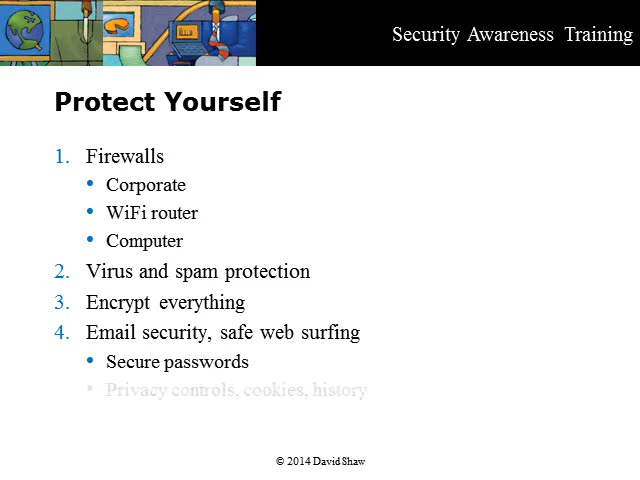 Security Awareness Training
Protect Yourself
1. Firewalls
• Corporate
• WiFi router
• Computer
2. Virus and spam protection
3. Encrypt everything
4. Email security, safe web surfing
• Secure passwords
• Privacy controls, cookies, history
© 2014 David Shaw